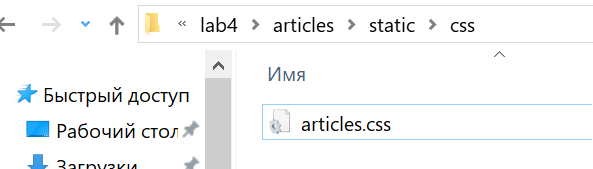 « lab4 › articles › static › css
Имя
Быстрый доступ
articles.css
Рабочий стол
Загрузки